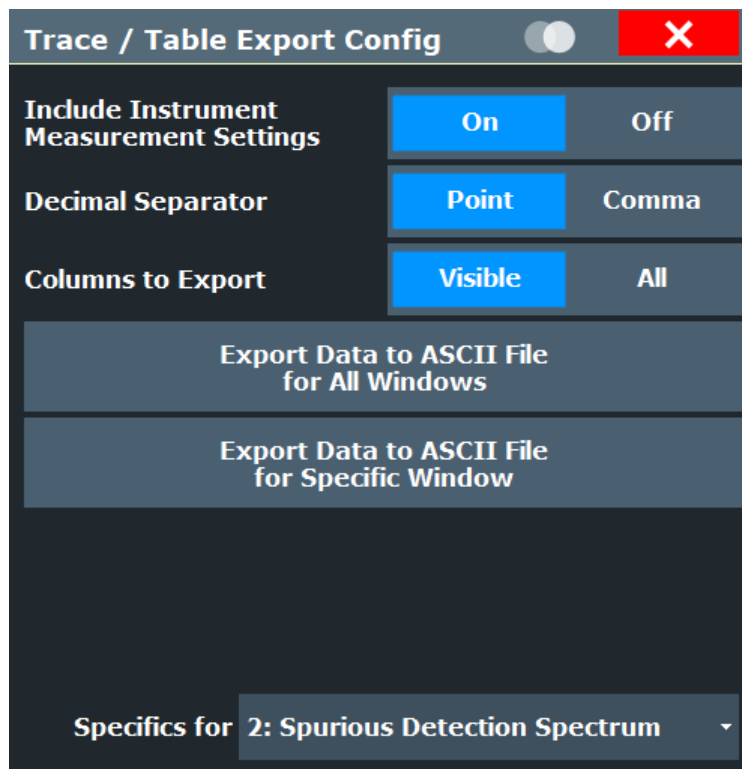 Trace / Table Export Config
Include Instrument
Measurement Settings
On Off
Decimal Separator Point Comma
Columns to Export Visible All
Export Data to ASCII File
for All Windows
Export Data to ASCII File
for Specific Window
Specifics for 2: Spurious Detection Spectrum